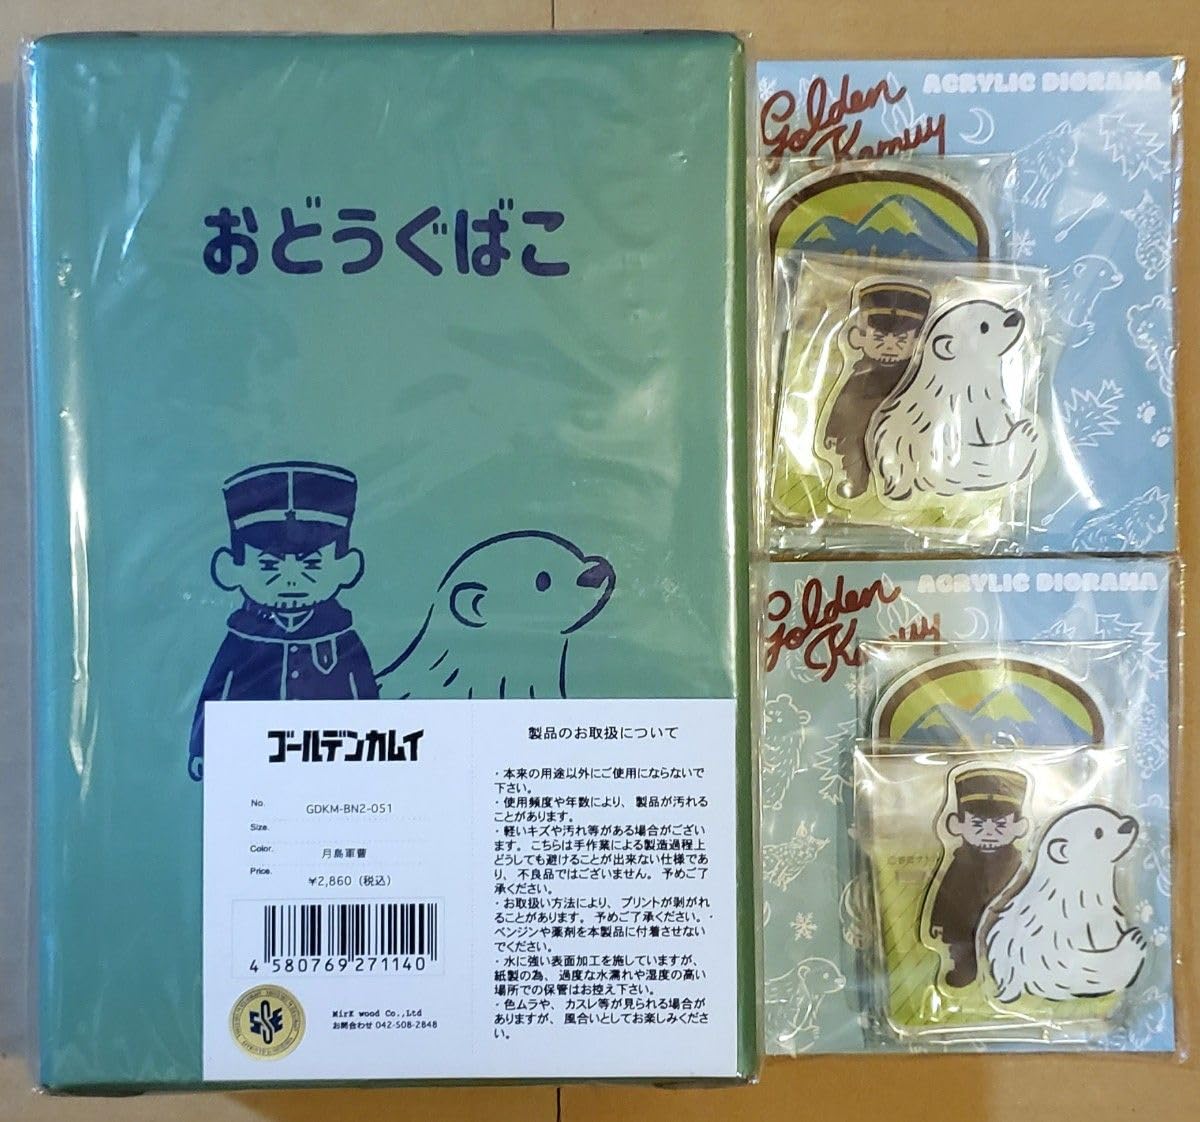 おどうぐばこ
ゴールデンカムイ
No. GDKM-BN2-051
Size.
Color. 月島軍曹
Price. ¥2,860（税込）
4 580769 271140
MirE wood Co.,Ltd
お問合わせ 042-508-2848
製品のお取扱について
・本来の用途以外にご使用にならないで
下さい。
・使用頻度や年数により、製品が汚れる
ことがあります。
・軽いキズや汚れ等がある場合がござい
ます。こちらは手作業による製造過程上
どうしても避けることが出来ない仕様であ
り、不良品ではございません。予めご了
承ください。
・お取扱い方法により、プリントが剥がれ
ることがあります。予めご了承ください。・
ベンジンや薬剤を本製品に付着させない
でください。
・水に強い表面加工を施していますが、
紙製の為、過度な水濡れや湿度の高い
場所での保管はお控え下さい。
・色ムラや、カスレ等が見られる場合が
ありますが、風合いとしてお楽しみくださ
い。
ACRYLIC DIORAMA
Golden
Kamuy
ACRYLIC DIORAMA
Golden
Kamuy